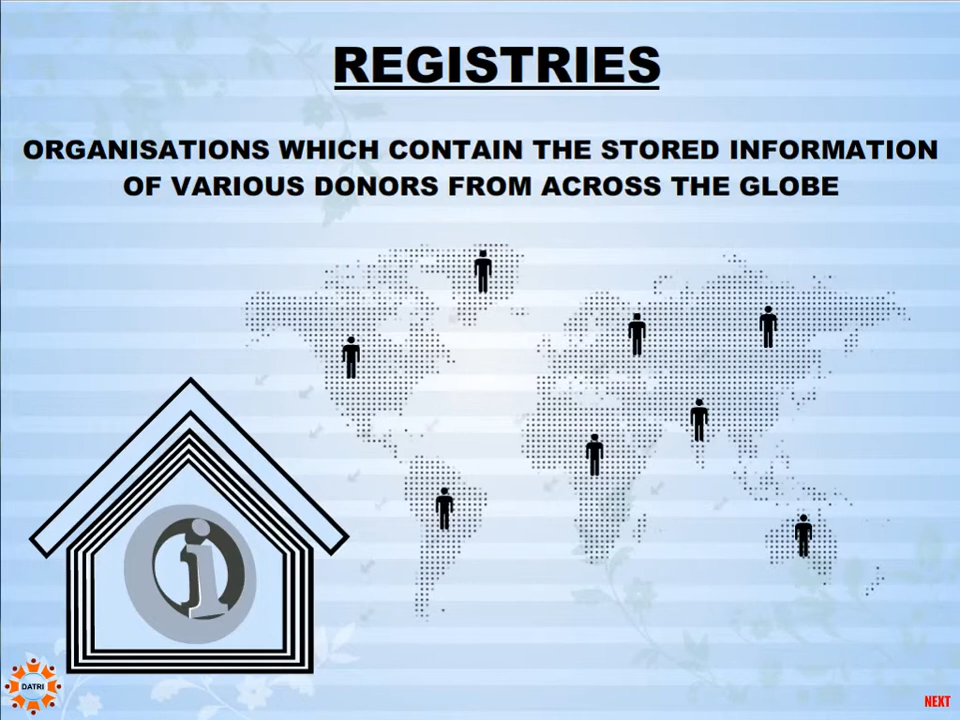 REGISTRIES
ORGANISATIONS WHICH CONTAIN THE STORED INFORMATION
OF VARIOUS DONORS FROM ACROSS THE GLOBE
i
DATRI
NEXT